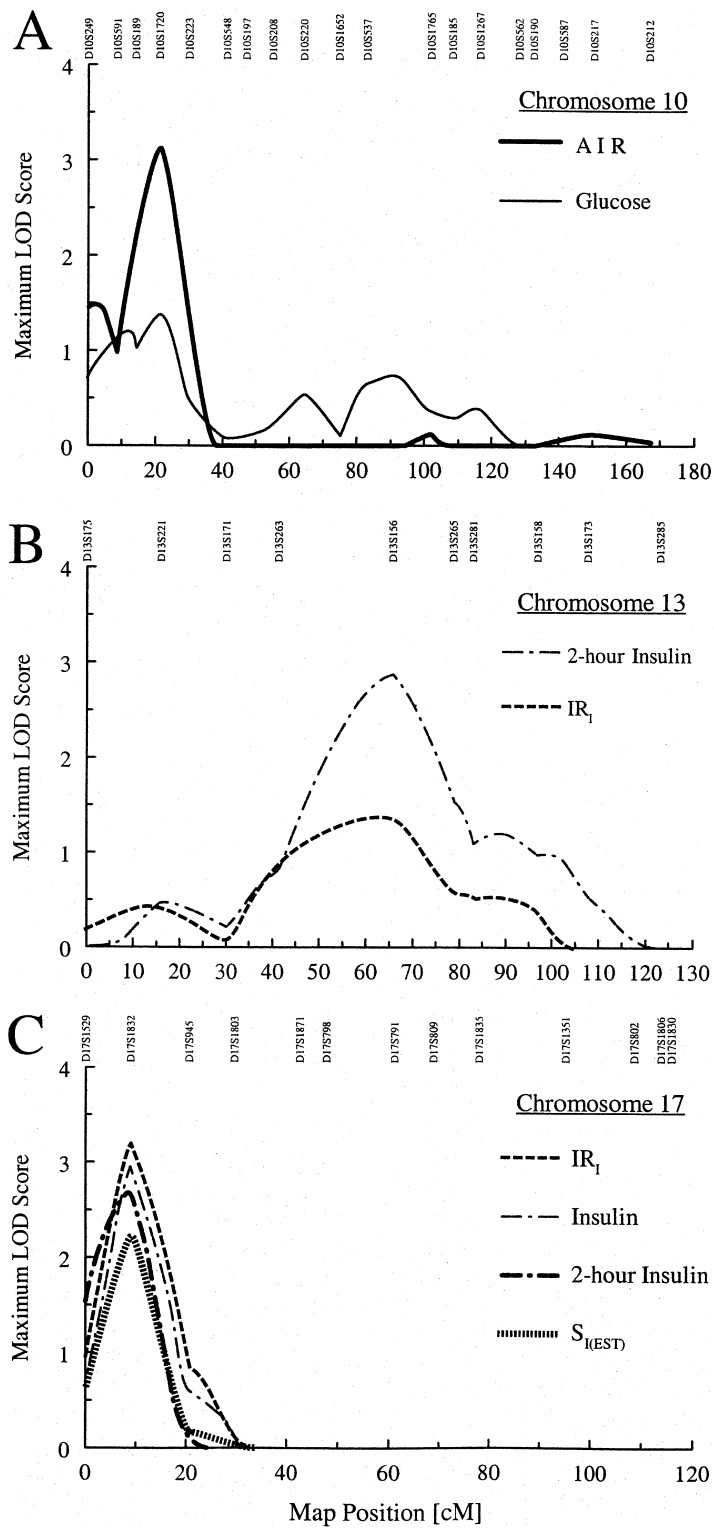 A
D10S249 D10S591 D10S189 D10S1720 D10S223 D10S548 D10S197 D10S208 D10S220 D10S1652 D10S537 D10S1765 D10S185 D10S1267 D10S562 D10S190 D10S587 D10S217 D10S212
Chromosome 10
A I R
Glucose
Maximum LOD Score
4
3
2
1
0
0 20 40 60 80 100 120 140 160 180
B
D13S175 D13S221 D13S171 D13S263 D13S156 D13S265 D13S281 D13S158 D13S173 D13S285
Chromosome 13
2-hour Insulin
IR_I
Maximum LOD Score
4
3
2
1
0
0 10 20 30 40 50 60 70 80 90 100 110 120 130
C
D17S1529 D17S1832 D17S945 D17S1803 D17S1871 D17S798 D17S791 D17S809 D17S1835 D17S1351 D17S802 D17S1806 D17S1830
Chromosome 17
IR_I
Insulin
2-hour Insulin
S_I(EST)
Maximum LOD Score
4
3
2
1
0
0 20 40 60 80 100 120
Map Position [cM]